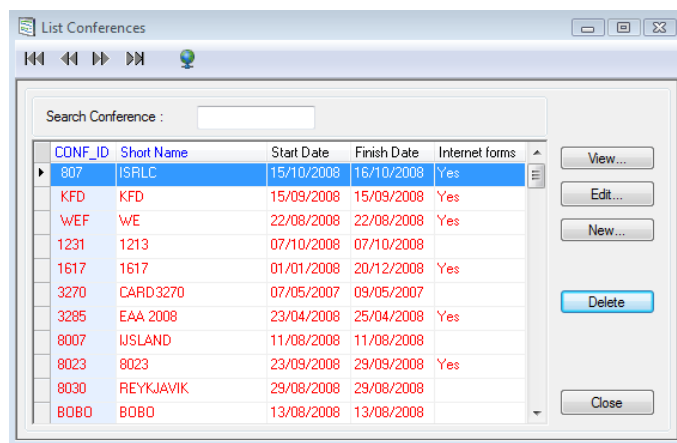 List Conferences
Search Conference :
CONF_ID Short Name Start Date Finish Date Internet forms
807 ISRLC 15/10/2008 16/10/2008 Yes
KFD KFD 15/09/2008 15/09/2008 Yes
WEF WE 22/08/2008 22/08/2008 Yes
1231 1213 07/10/2008 07/10/2008
1617 1617 01/01/2008 20/12/2008 Yes
3270 CARD3270 07/05/2007 09/05/2007
3285 EAA 2008 23/04/2008 25/04/2008 Yes
8007 IJSLAND 11/08/2008 11/08/2008
8023 8023 23/09/2008 29/09/2008 Yes
8030 REYKJAVIK 29/08/2008 29/08/2008
BOBO BOBO 13/08/2008 13/08/2008
View...
Edit...
New...
Delete
Close